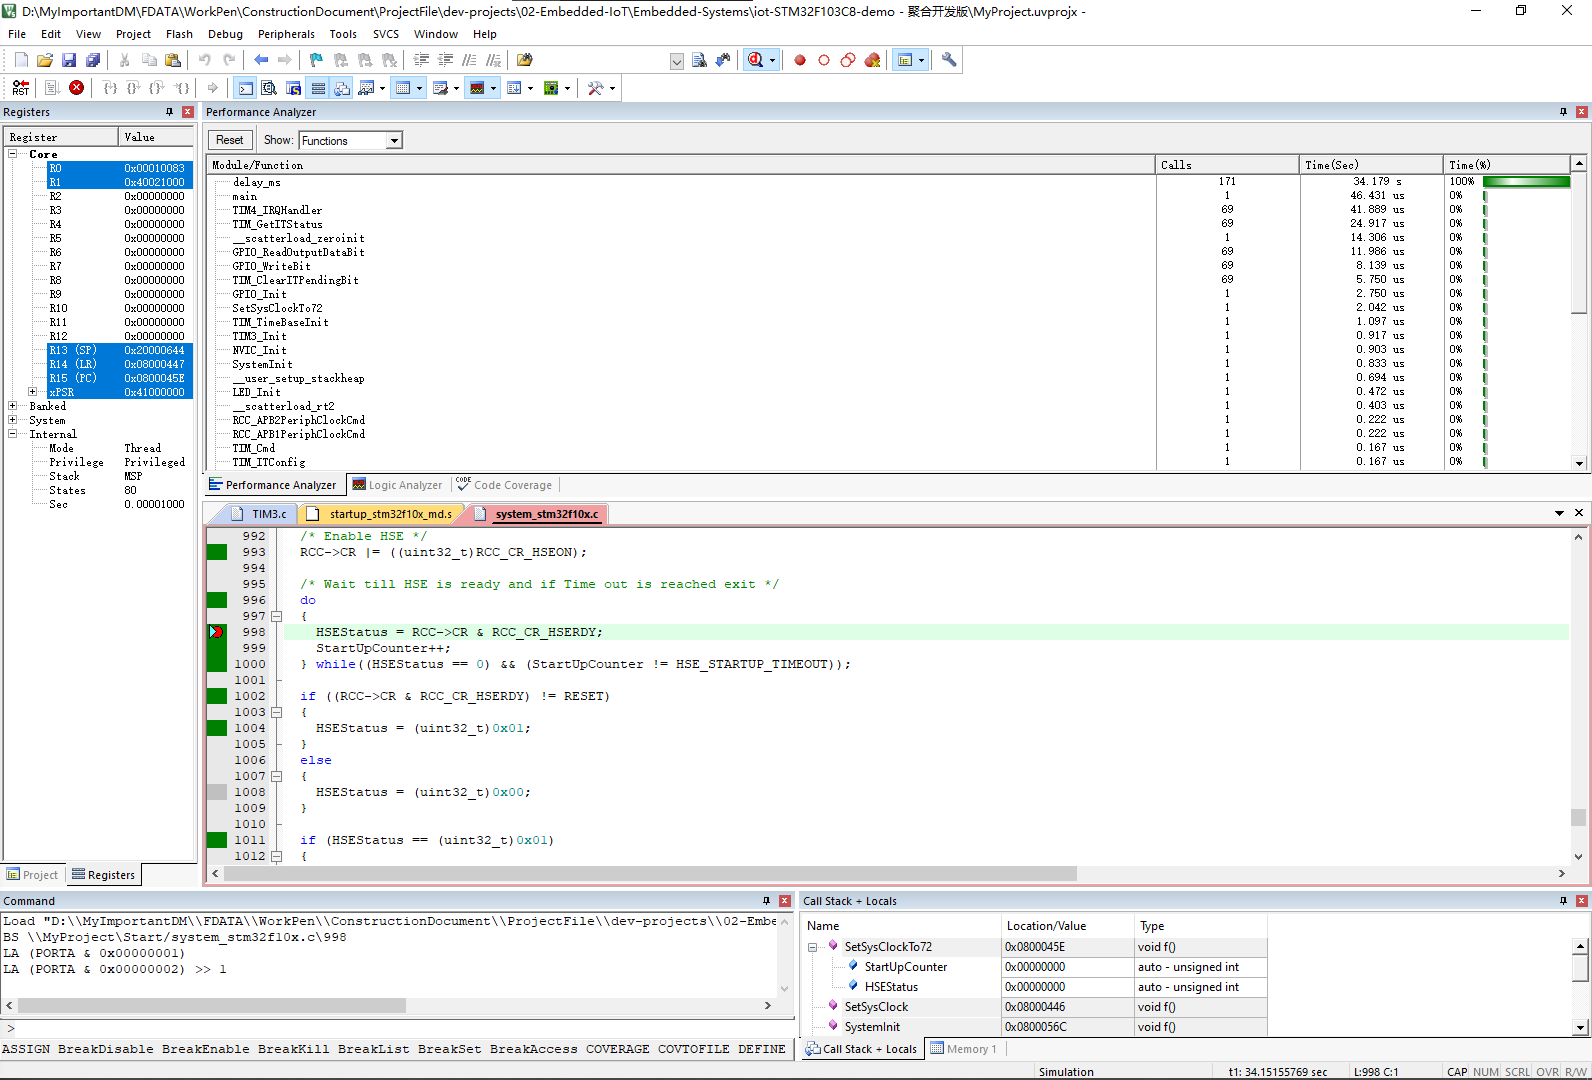 D:\MyImportantDM\FDATA\WorkPen\ConstructionDocument\ProjectFile\dev-projects\02-Embedded-IoT\Embedded-Systems\iot-STM32F103C8-demo - 聚合开发版\MyProject.uvprojx -
File Edit View Project Flash Debug Peripherals Tools SVCS Window Help
RST
Registers
Register Value
Core
R0 0x00010083
R1 0x40021000
R2 0x00000000
R3 0x00000000
R4 0x00000000
R5 0x00000000
R6 0x00000000
R7 0x00000000
R8 0x00000000
R9 0x00000000
R10 0x00000000
R11 0x00000000
R12 0x00000000
R13 (SP) 0x20000644
R14 (LR) 0x08000447
R15 (PC) 0x0800045E
xPSR 0x41000000
Banked
System
Internal
Mode Thread
Privilege Privileged
Stack MSP
States 80
Sec 0.00001000
Project Registers
Performance Analyzer
Reset Show: Functions
Module/Function Calls Time(Sec) Time(%)
delay_ms 171 34.179 s 100%
main 1 46.431 us 0%
TIM4_IRQHandler 69 41.889 us 0%
TIM_GetITStatus 69 24.917 us 0%
__scatterload_zeroinit 1 14.306 us 0%
GPIO_ReadOutputDataBit 69 11.986 us 0%
GPIO_WriteBit 69 8.139 us 0%
TIM_ClearITPendingBit 69 5.750 us 0%
GPIO_Init 1 2.750 us 0%
SetSysClockTo72 1 2.042 us 0%
TIM_TimeBaseInit 1 1.097 us 0%
TIM3_Init 1 0.917 us 0%
NVIC_Init 1 0.903 us 0%
SystemInit 1 0.833 us 0%
__user_setup_stackheap 1 0.694 us 0%
LED_Init 1 0.472 us 0%
__scatterload_rt2 1 0.403 us 0%
RCC_APB2PeriphClockCmd 1 0.222 us 0%
RCC_APB1PeriphClockCmd 1 0.222 us 0%
TIM_Cmd 1 0.167 us 0%
TIM_ITConfig 1 0.167 us 0%
Performance Analyzer Logic Analyzer CODE Code Coverage
TIM3.c startup_stm32f10x_md.s system_stm32f10x.c
992 /* Enable HSE */
993 RCC->CR |= ((uint32_t)RCC_CR_HSEON);
994
995 /* Wait till HSE is ready and if Time out is reached exit */
996 do
997 {
998 HSEStatus = RCC->CR & RCC_CR_HSERDY;
999 StartUpCounter++;
1000 } while((HSEStatus == 0) && (StartUpCounter != HSE_STARTUP_TIMEOUT));
1001
1002 if ((RCC->CR & RCC_CR_HSERDY) != RESET)
1003 {
1004 HSEStatus = (uint32_t)0x01;
1005 }
1006 else
1007 {
1008 HSEStatus = (uint32_t)0x00;
1009 }
1010
1011 if (HSEStatus == (uint32_t)0x01)
1012 {
Command
Load "D:\\MyImportantDM\\FDATA\\WorkPen\\ConstructionDocument\\ProjectFile\\dev-projects\\02-Embe
BS \\MyProject\Start/system_stm32f10x.c\998
LA (PORTA & 0x00000001)
LA (PORTA & 0x00000002) >> 1
>
ASSIGN BreakDisable BreakEnable BreakKill BreakList BreakSet BreakAccess COVERAGE COVTOFILE DEFINE
Call Stack + Locals
Name Location/Value Type
SetSysClockTo72 0x0800045E void f()
StartUpCounter 0x00000000 auto - unsigned int
HSEStatus 0x00000000 auto - unsigned int
SetSysClock 0x08000446 void f()
SystemInit 0x0800056C void f()
Call Stack + Locals Memory 1
Simulation t1: 34.15155769 sec L:998 C:1 CAP NUM SCRL OVR R/W